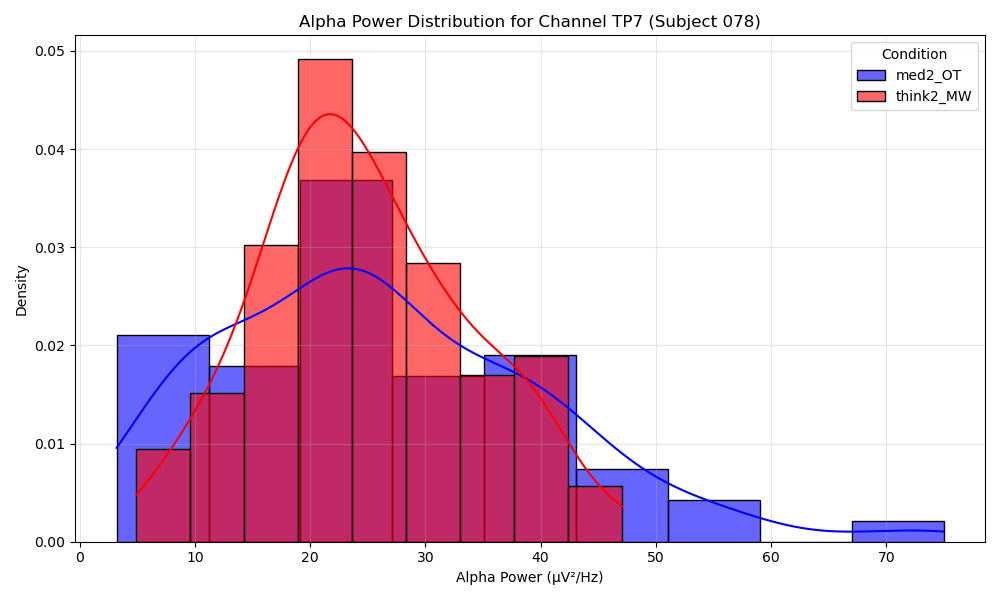 Alpha Power Distribution for Channel TP7 (Subject 078)
Condition
med2_OT
think2_MW
Density
0.05
0.04
0.03
0.02
0.01
0.00
0 10 20 30 40 50 60 70
Alpha Power (μV²/Hz)